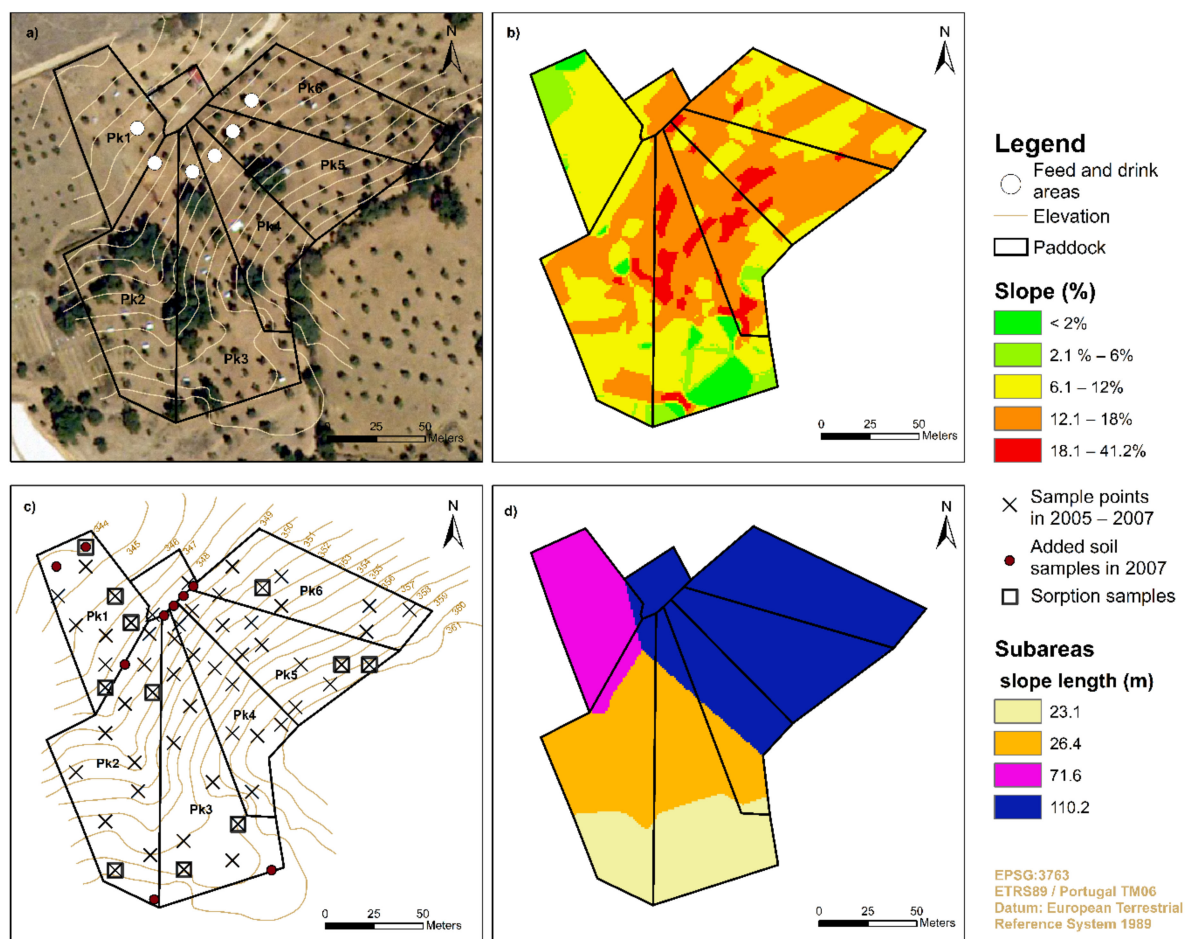 a)
N
Pk6
Pk1
Pk5
Pk4
Pk2
Pk3
0 25 50
Meters
b)
N
0 25 50
Meters
c)
N
344
345
346
347
348
349
350
351
352
353
354
355
356
357
358
359
360
361
Pk6
Pk1
Pk5
Pk4
Pk2
Pk3
0 25 50
Meters
d)
N
0 25 50
Meters
Legend
Feed and drink
areas
Elevation
Paddock
Slope (%)
< 2%
2.1 % – 6%
6.1 – 12%
12.1 – 18%
18.1 – 41.2%
Sample points
in 2005 – 2007
Added soil
samples in 2007
Sorption samples
Subareas
slope length (m)
23.1
26.4
71.6
110.2
EPSG:3763
ETRS89 / Portugal TM06
Datum: European Terrestrial
Reference System 1989